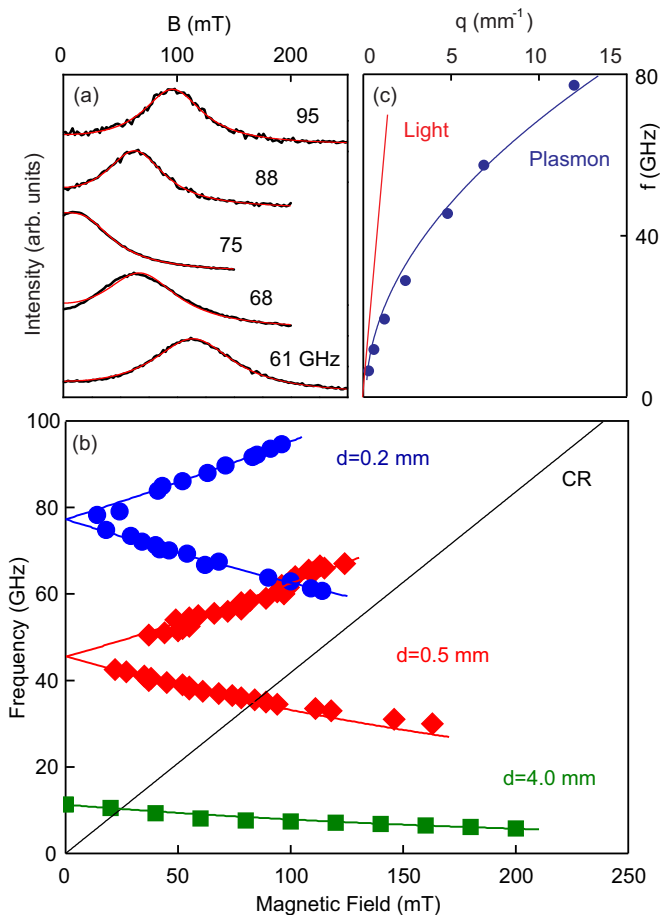 B (mT)
0 100 200
(a)
95
88
75
68
61 GHz
Intensity (arb. units)
q (mm⁻¹)
0 5 10 15
(c)
Light
Plasmon
80
40
0
f (GHz)
(b)
100
80
60
40
20
0
Frequency (GHz)
d=0.2 mm
CR
d=0.5 mm
d=4.0 mm
0 50 100 150 200 250
Magnetic Field (mT)